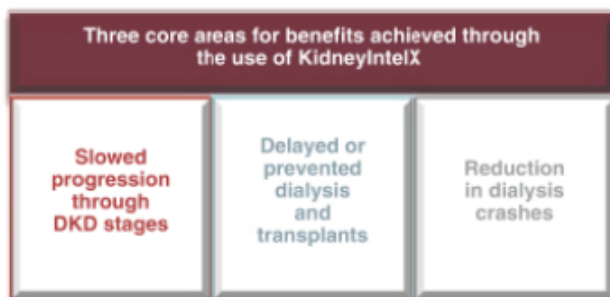 Three core areas for benefits achieved through
the use of KidneyIntelX
Slowed
progression
through
DKD stages
Delayed or
prevented
dialysis
and
transplants
Reduction
in dialysis
crashes